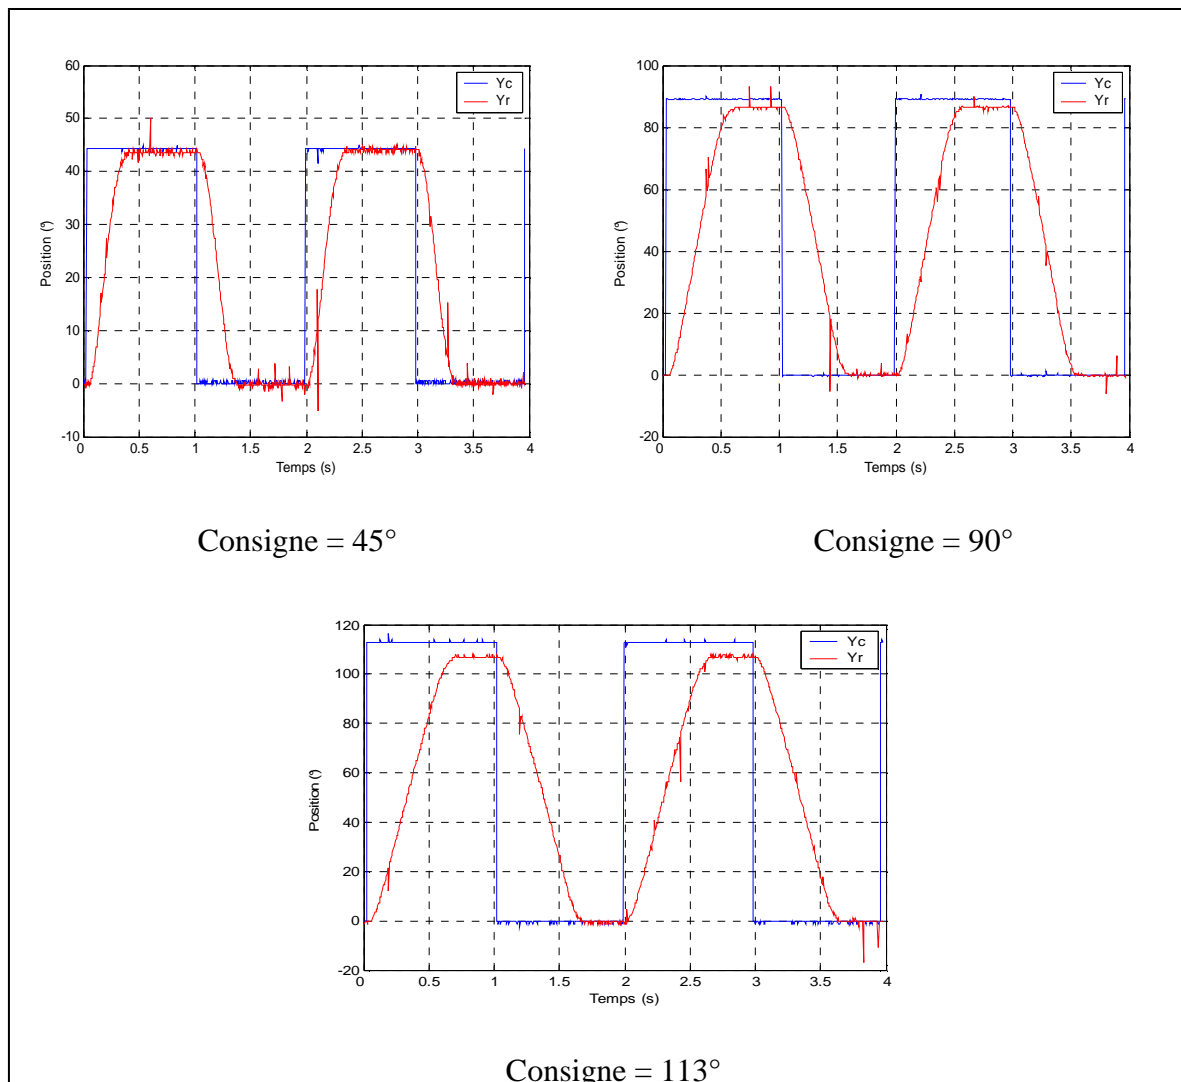 60
50
40
30
20
10
0
-10
0 0.5 1 1.5 2 2.5 3 3.5 4
Position (°
Temps (s)
Yc
Yr
100
80
60
40
20
0
-20
0 0.5 1 1.5 2 2.5 3 3.5 4
Position (°
Temps (s)
Yc
Yr
Consigne = 45°
Consigne = 90°
120
100
80
60
40
20
0
-20
0 0.5 1 1.5 2 2.5 3 3.5 4
Position (°
Temps (s)
Yc
Yr
Consigne = 113°